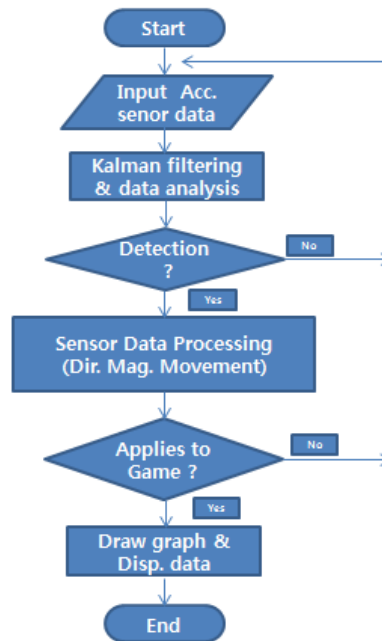 Start
Input Acc.
senor data
Kalman filtering
& data analysis
Detection
?
No
Yes
Sensor Data Processing
(Dir. Mag. Movement)
Applies to
Game ?
No
Yes
Draw graph &
Disp. data
End